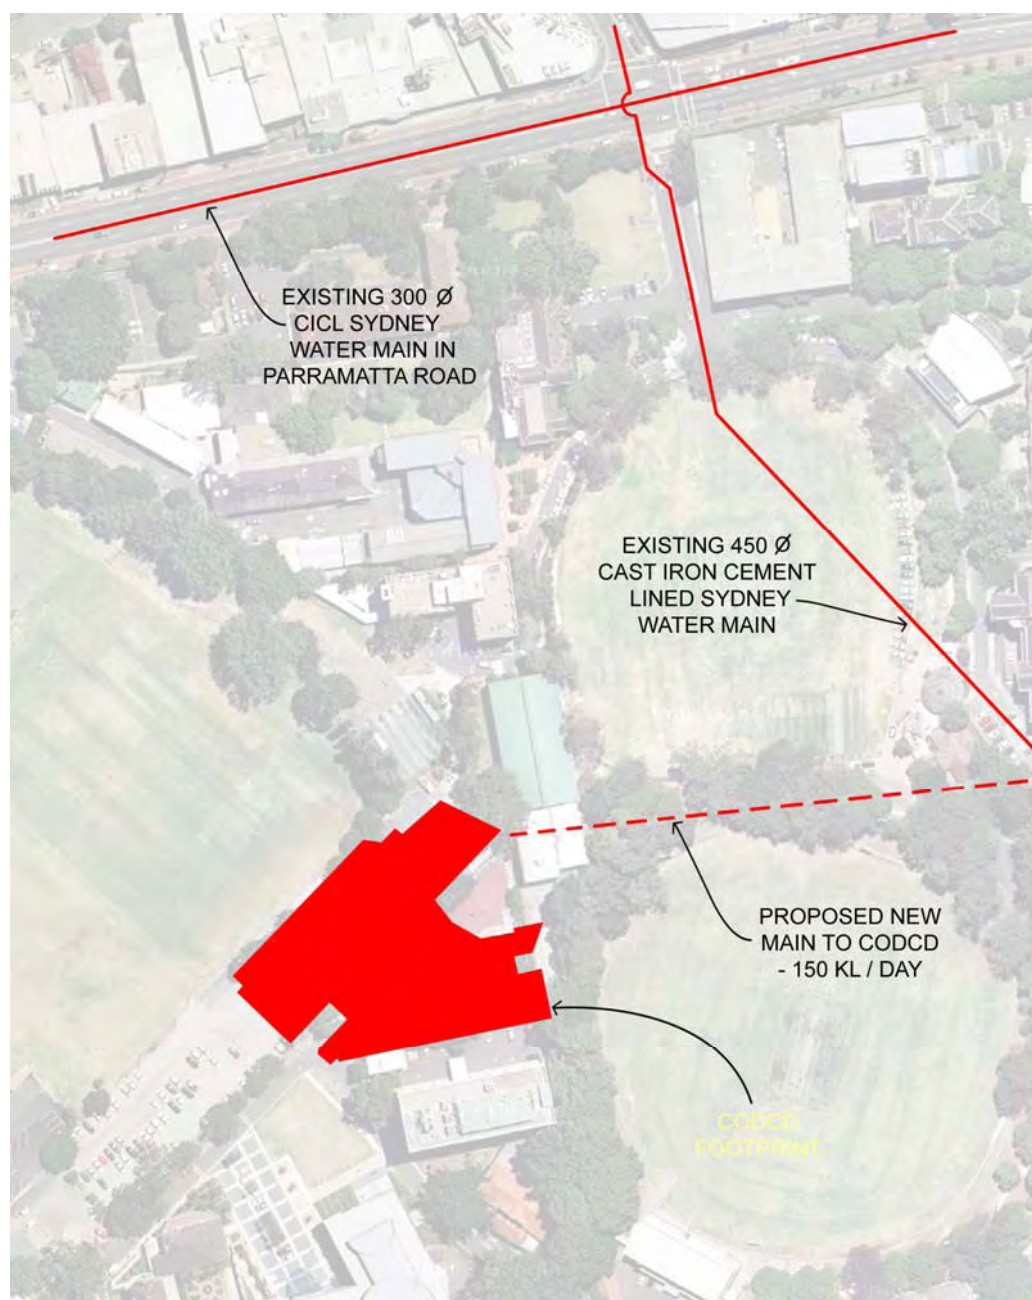 EXISTING 300 Ø
CICL SYDNEY
WATER MAIN IN
PARRAMATTA ROAD
EXISTING 450 Ø
CAST IRON CEMENT
LINED SYDNEY
WATER MAIN
PROPOSED NEW
MAIN TO CODCD
- 150 KL / DAY
CODCD
FOOTPRINT